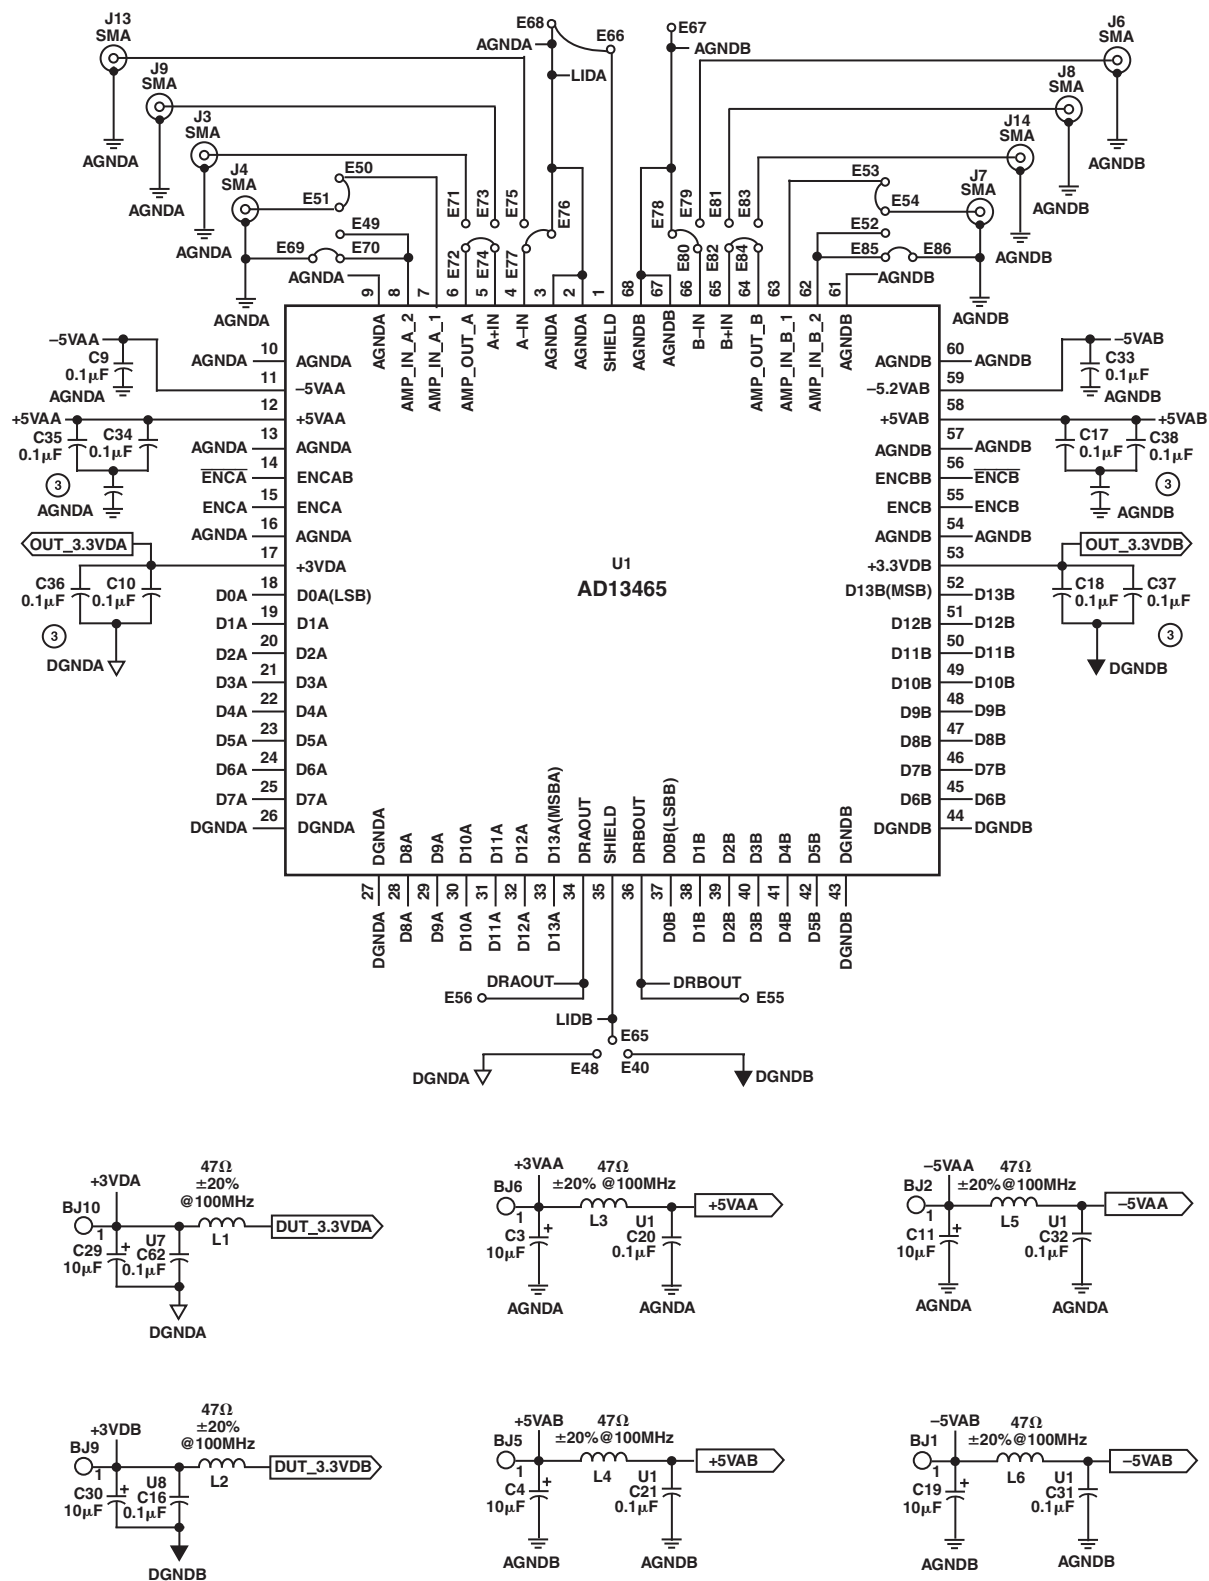 J13
SMA
J9
SMA
J3
SMA
J4
SMA
AGNDA
AGNDA
AGNDA
AGNDA
E68
E66
AGNDA
LIDA
E67
AGNDB
J6
SMA
J8
SMA
J14
SMA
J7
SMA
AGNDB
AGNDB
AGNDB
AGNDB
E50
E51
E49
E69
E70
AGNDA
E71
E73
E75
E76
E72
E74
E77
E78
E79
E81
E83
E80
E82
E84
E53
E54
E52
E85
E86
AGNDB
9
8
7
6
5
4
3
2
1
68
67
66
65
64
63
62
61
AGNDA
AMP_IN_A_2
AMP_IN_A_1
AMP_OUT_A
A+IN
A–IN
AGNDA
AGNDA
SHIELD
AGNDB
AGNDB
B–IN
B+IN
AMP_OUT_B
AMP_IN_B_1
AMP_IN_B_2
AGNDB
–5VAA
C9
0.1µF
AGNDA
+5VAA
C35
0.1µF
C34
0.1µF
3
AGNDA
OUT_3.3VDA
C36
0.1µF
C10
0.1µF
3
DGNDA
AGNDA 10 AGNDA
11 –5VAA
12 +5VAA
AGNDA 13 AGNDA
ENCA 14 ENCAB
ENCA 15 ENCA
AGNDA 16 AGNDA
17 +3VDA
D0A 18 D0A(LSB)
D1A 19 D1A
D2A 20 D2A
D3A 21 D3A
D4A 22 D4A
D5A 23 D5A
D6A 24 D6A
D7A 25 D7A
DGNDA 26 DGNDA
U1
AD13465
AGNDB 60 AGNDB
–5.2VAB 59
+5VAB 58
AGNDB 57 AGNDB
ENCBB 56 ENCB
ENCB 55 ENCB
AGNDB 54 AGNDB
+3.3VDB 53
D13B(MSB) 52 D13B
D12B 51 D12B
D11B 50 D11B
D10B 49 D10B
D9B 48 D9B
D8B 47 D8B
D7B 46 D7B
D6B 45 D6B
DGNDB 44 DGNDB
–5VAB
C33
0.1µF
AGNDB
+5VAB
C17
0.1µF
C38
0.1µF
3
AGNDB
OUT_3.3VDB
C18
0.1µF
C37
0.1µF
3
DGNDB
DGNDA
D8A
D9A
D10A
D11A
D12A
D13A(MSBA)
DRAOUT
SHIELD
DRBOUT
D0B(LSBB)
D1B
D2B
D3B
D4B
D5B
DGNDB
27
28
29
30
31
32
33
34
35
36
37
38
39
40
41
42
43
DGNDA
D8A
D9A
D10A
D11A
D12A
D13A
D0B
D1B
D2B
D3B
D4B
D5B
DGNDB
DRAOUT
E56
DRBOUT
E55
LIDB
E65
E48
E40
DGNDA
DGNDB
+3VDA
47Ω
±20%
@100MHz
BJ10
1
L1
DUT_3.3VDA
C29
10µF
+
U7
C62
0.1µF
DGNDA
+3VAA
47Ω
±20% @100MHz
BJ6
1
L3
+5VAA
C3
10µF
+
U1
C20
0.1µF
AGNDA
AGNDA
–5VAA
47Ω
±20%@100MHz
BJ2
1
L5
–5VAA
C11
10µF
+
U1
C32
0.1µF
AGNDA
AGNDA
+3VDB
47Ω
±20%
@100MHz
BJ9
1
L2
DUT_3.3VDB
C30
10µF
+
U8
C16
0.1µF
DGNDB
+5VAB
47Ω
±20%@100MHz
BJ5
1
L4
+5VAB
C4
10µF
+
U1
C21
0.1µF
AGNDB
AGNDB
–5VAB
47Ω
±20%@100MHz
BJ1
1
L6
–5VAB
C19
10µF
+
U1
C31
0.1µF
AGNDB
AGNDB